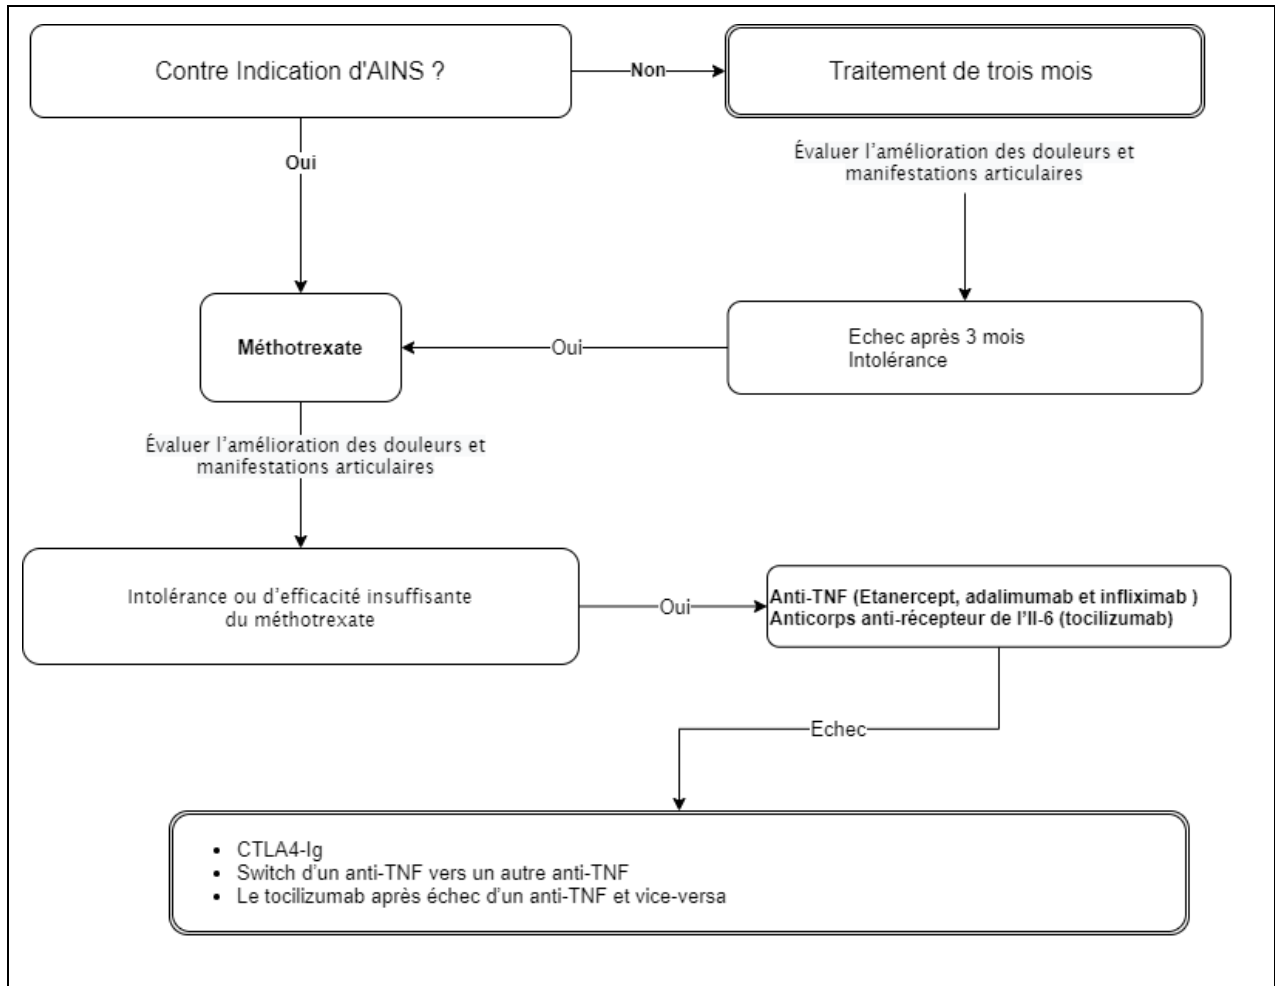 Contre Indication d'AINS ?
Non
Traitement de trois mois
Oui
Évaluer l'amélioration des douleurs et
manifestations articulaires
Méthotrexate
Oui
Echec après 3 mois
Intolérance
Évaluer l'amélioration des douleurs et
manifestations articulaires
Intolérance ou d'efficacité insuffisante
du méthotrexate
Oui
Anti-TNF (Etanercept, adalimumab et infliximab )
Anticorps anti-récepteur de l'Il-6 (tocilizumab)
Echec
• CTLA4-Ig
• Switch d'un anti-TNF vers un autre anti-TNF
• Le tocilizumab après échec d'un anti-TNF et vice-versa